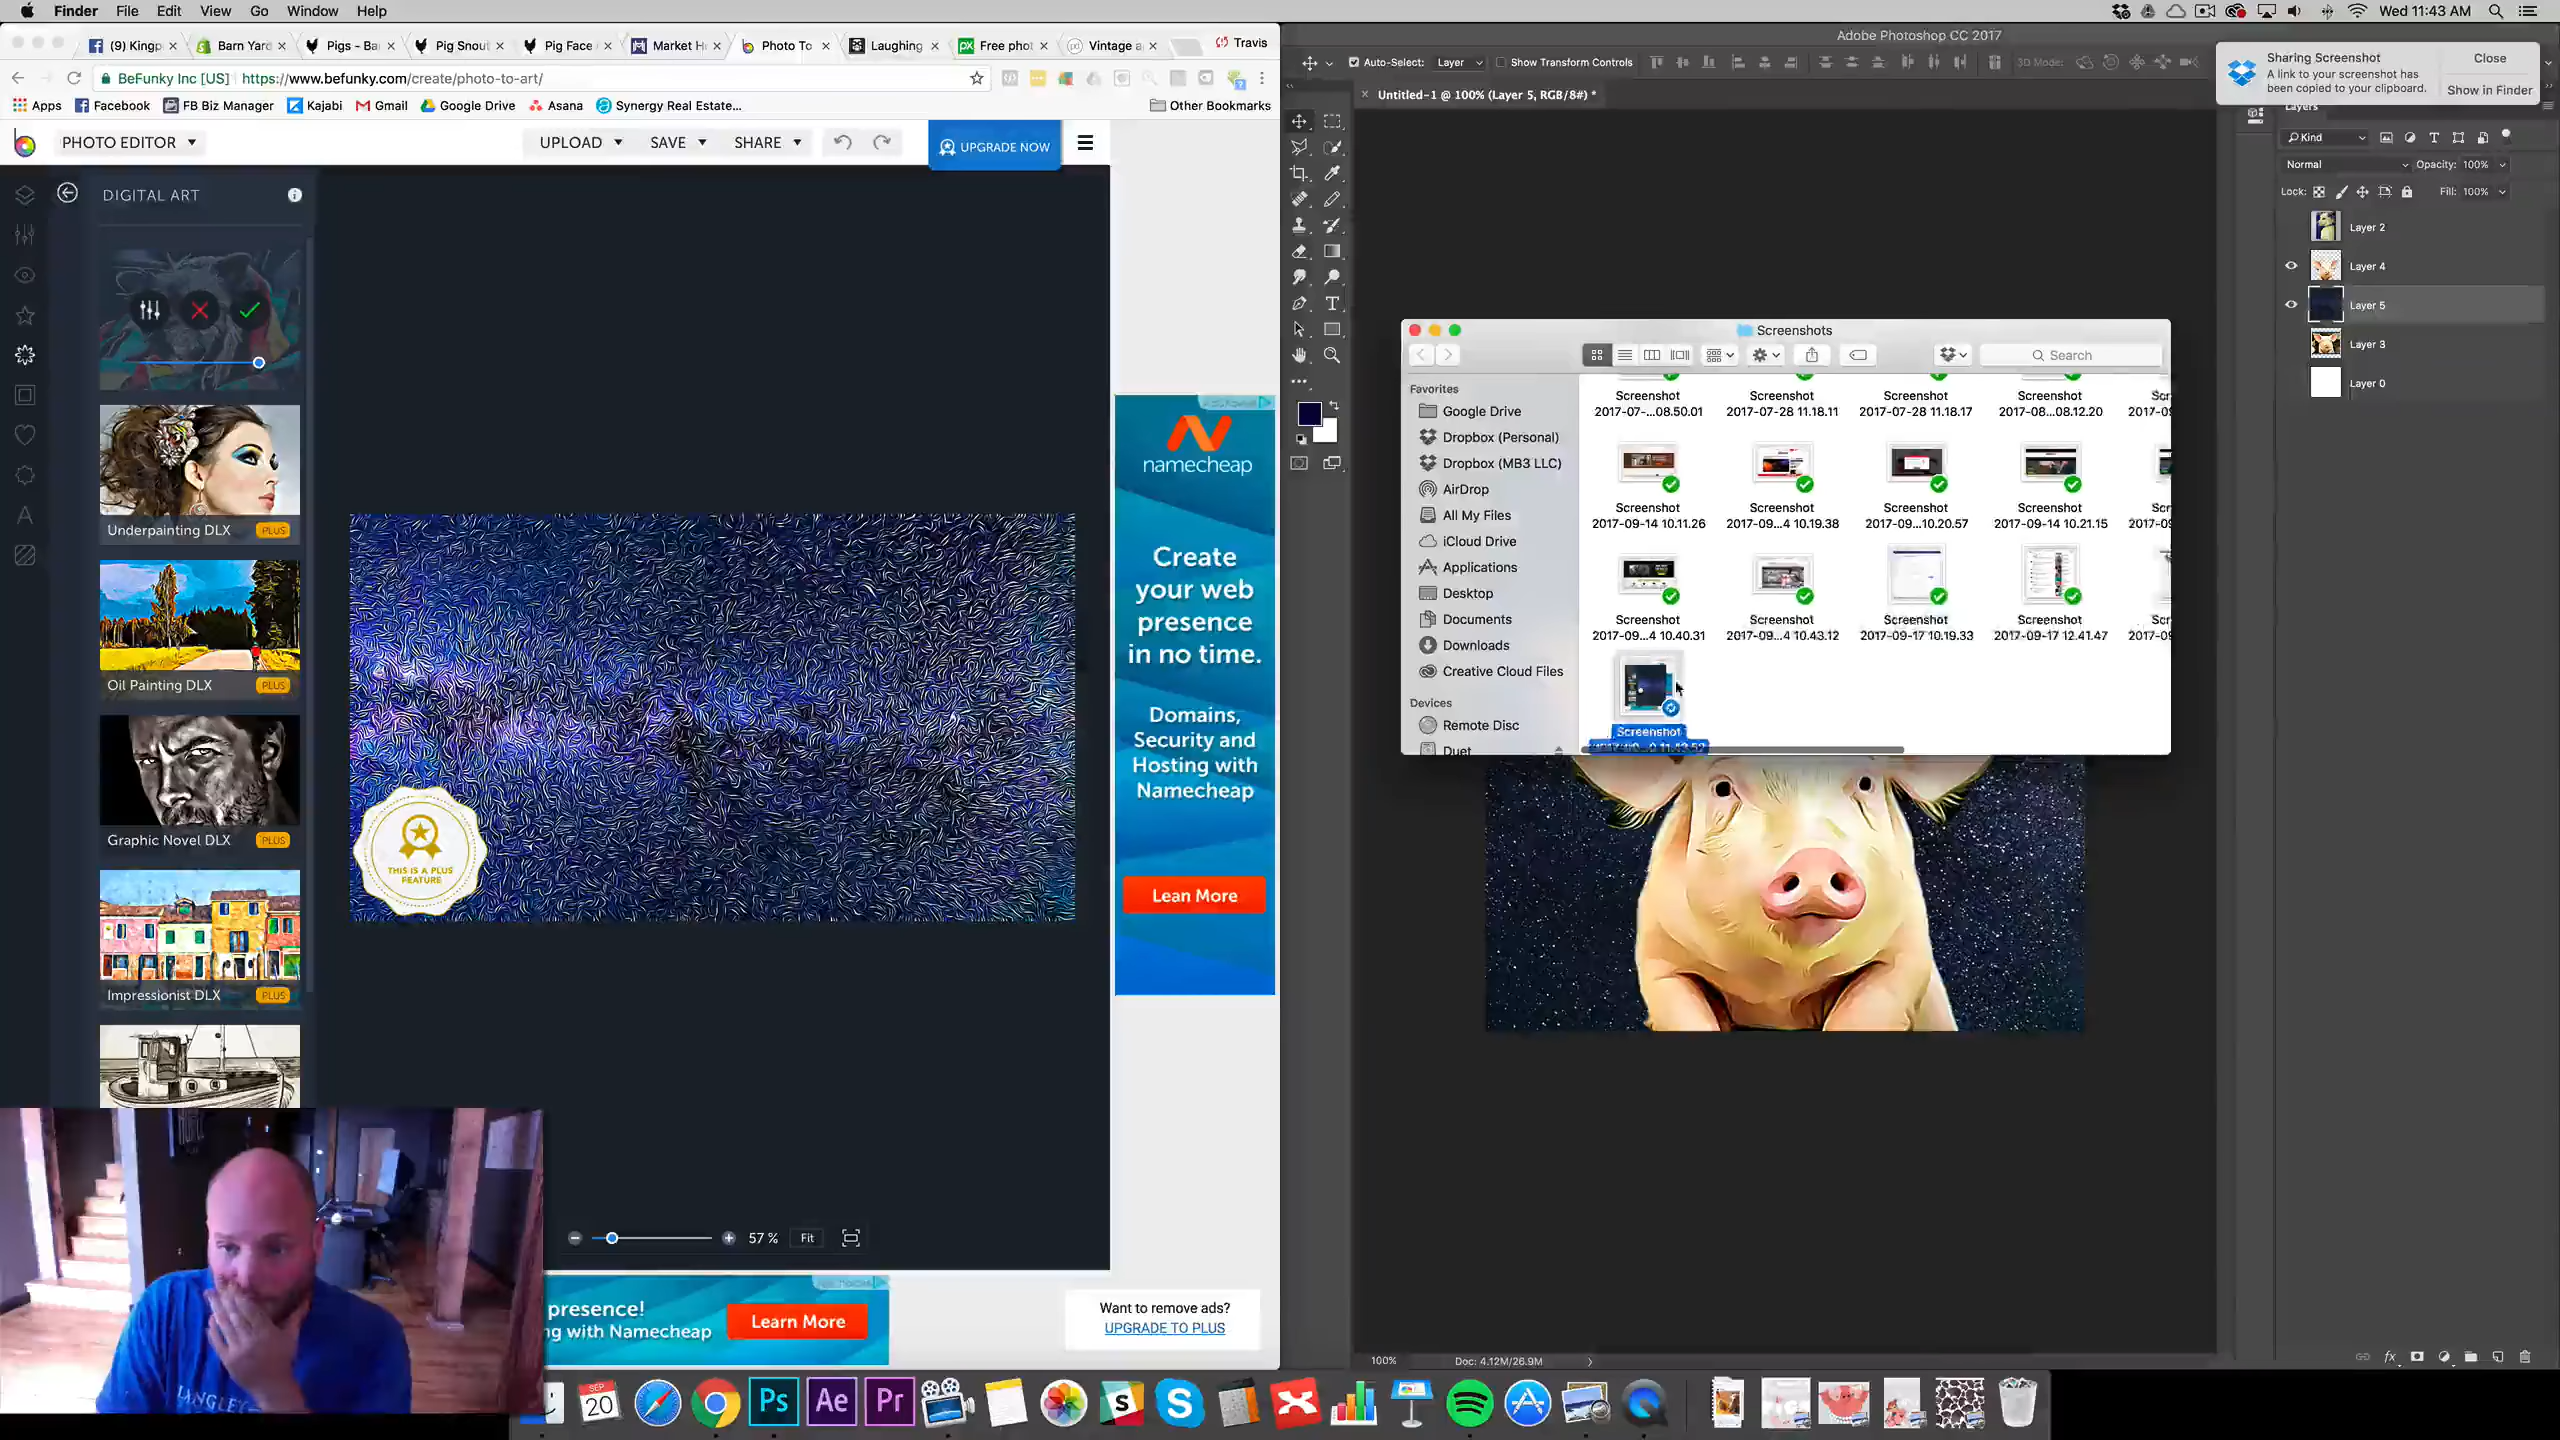 Finder File Edit View Go Window Help
Wed 11:43 AM
(9) Kingp
Barn Yard
Pigs - Ba
Pig Snout
Pig Face
Market H
Photo To
Laughing
Free phot
Vintage a
Travis
BeFunky Inc [US] https://www.befunky.com/create/photo-to-art/
Apps Facebook FB Biz Manager Kajabi Gmail Google Drive Asana Synergy Real Estate... Other Bookmarks
PHOTO EDITOR
UPLOAD SAVE SHARE
UPGRADE NOW
DIGITAL ART
Underpainting DLX PLUS
Oil Painting DLX PLUS
Graphic Novel DLX PLUS
Impressionist DLX PLUS
THIS IS A PLUS
FEATURE
57 % Fit
namecheap
Create
your web
presence
in no time.
Domains,
Security and
Hosting with
Namecheap
Lean More
presence!
ng with Namecheap
Learn More
Want to remove ads?
UPGRADE TO PLUS
LANGLEY
Adobe Photoshop CC 2017
Auto-Select: Layer Show Transform Controls
3D Mode:
Untitled-1 @ 100% (Layer 5, RGB/8#) *
Sharing Screenshot
A link to your screenshot has
been copied to your clipboard.
Close
Show in Finder
Layers
Kind
Normal Opacity: 100%
Lock: Fill: 100%
Layer 2
Layer 4
Layer 5
Layer 3
Layer 0
Screenshots
Search
Favorites
Google Drive
Dropbox (Personal)
Dropbox (MB3 LLC)
AirDrop
All My Files
iCloud Drive
Applications
Desktop
Documents
Downloads
Creative Cloud Files
Devices
Remote Disc
Duet
Screenshot
2017-07-...08.50.01
Screenshot
2017-07-28 11.18.11
Screenshot
2017-07-28 11.18.17
Screenshot
2017-08...08.12.20
Screenshot
2017-09-14 10.11.26
Screenshot
2017-09...4 10.19.38
Screenshot
2017-09...10.20.57
Screenshot
2017-09-14 10.21.15
Screenshot
2017-09...4 10.40.31
Screenshot
2017-09...4 10.43.12
Screenshot
2017-09-17 10.19.33
Screenshot
2017-09-17 12.41.47
Screenshot
100% Doc: 4.12M/26.9M
SEP
20
Ps Ae Pr